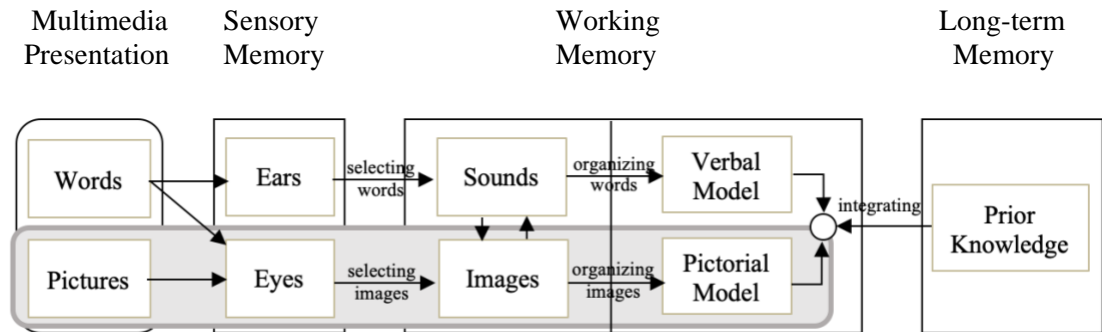 Multimedia
Presentation
Sensory
Memory
Working
Memory
Long-term
Memory
Words
Ears
selecting
words
Sounds
organizing
words
Verbal
Model
integrating
Prior
Knowledge
Pictures
Eyes
selecting
images
Images
organizing
images
Pictorial
Model